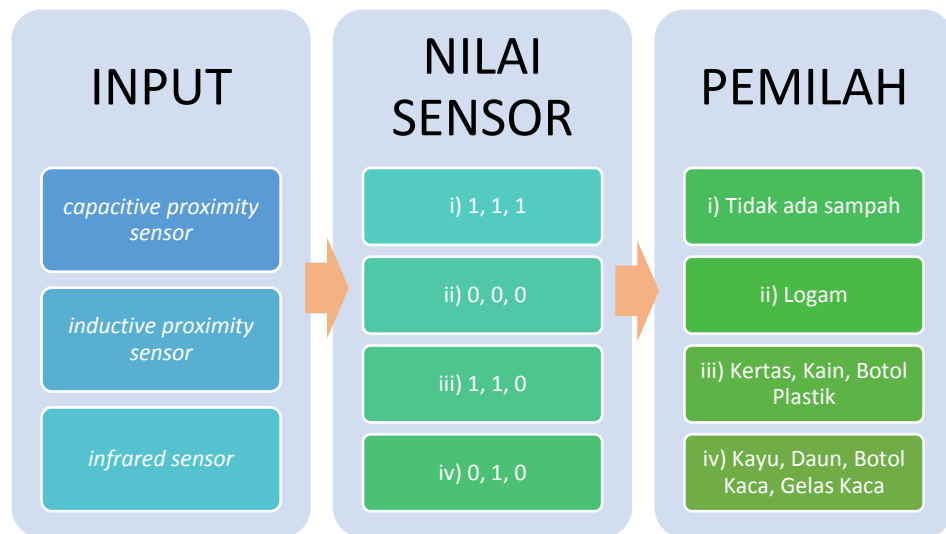 INPUT
capacitive proximity
sensor
inductive proximity
sensor
infrared sensor
NILAI
SENSOR
i) 1, 1, 1
ii) 0, 0, 0
iii) 1, 1, 0
iv) 0, 1, 0
PEMILAH
i) Tidak ada sampah
ii) Logam
iii) Kertas, Kain, Botol
Plastik
iv) Kayu, Daun, Botol
Kaca, Gelas Kaca